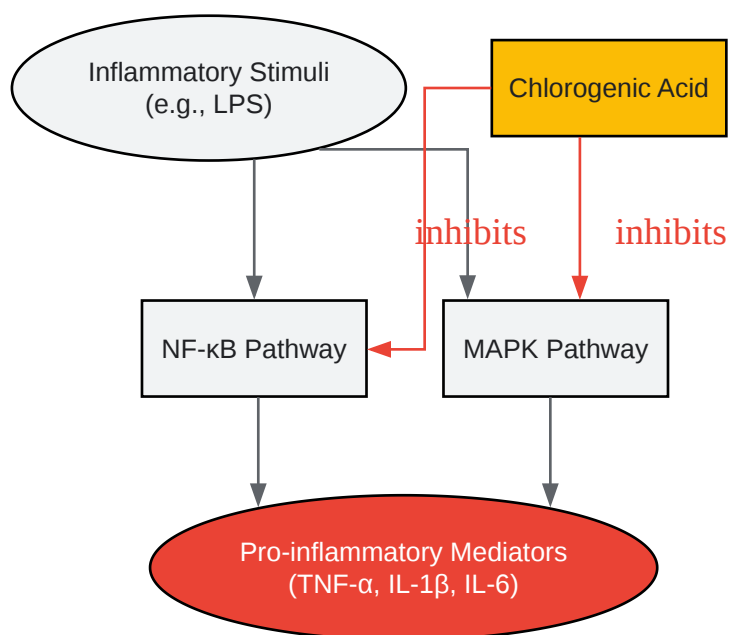 Inflammatory Stimuli
(e.g., LPS)
Chlorogenic Acid
inhibits
inhibits
NF-κB Pathway
MAPK Pathway
Pro-inflammatory Mediators
(TNF-α, IL-1β, IL-6)